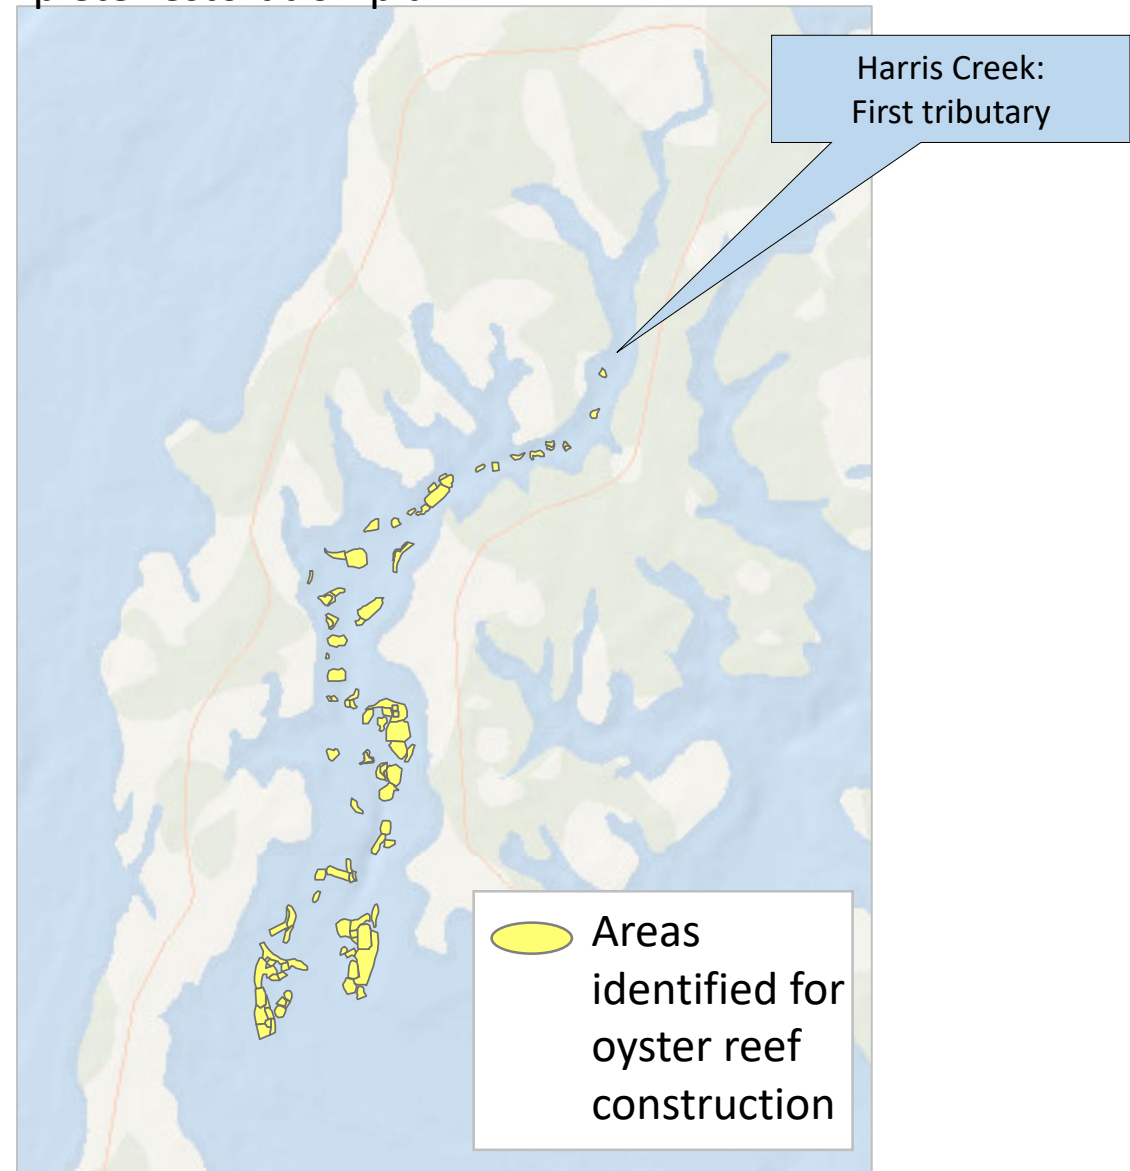 Harris Creek:
First tributary
Areas
identified for
oyster reef
construction